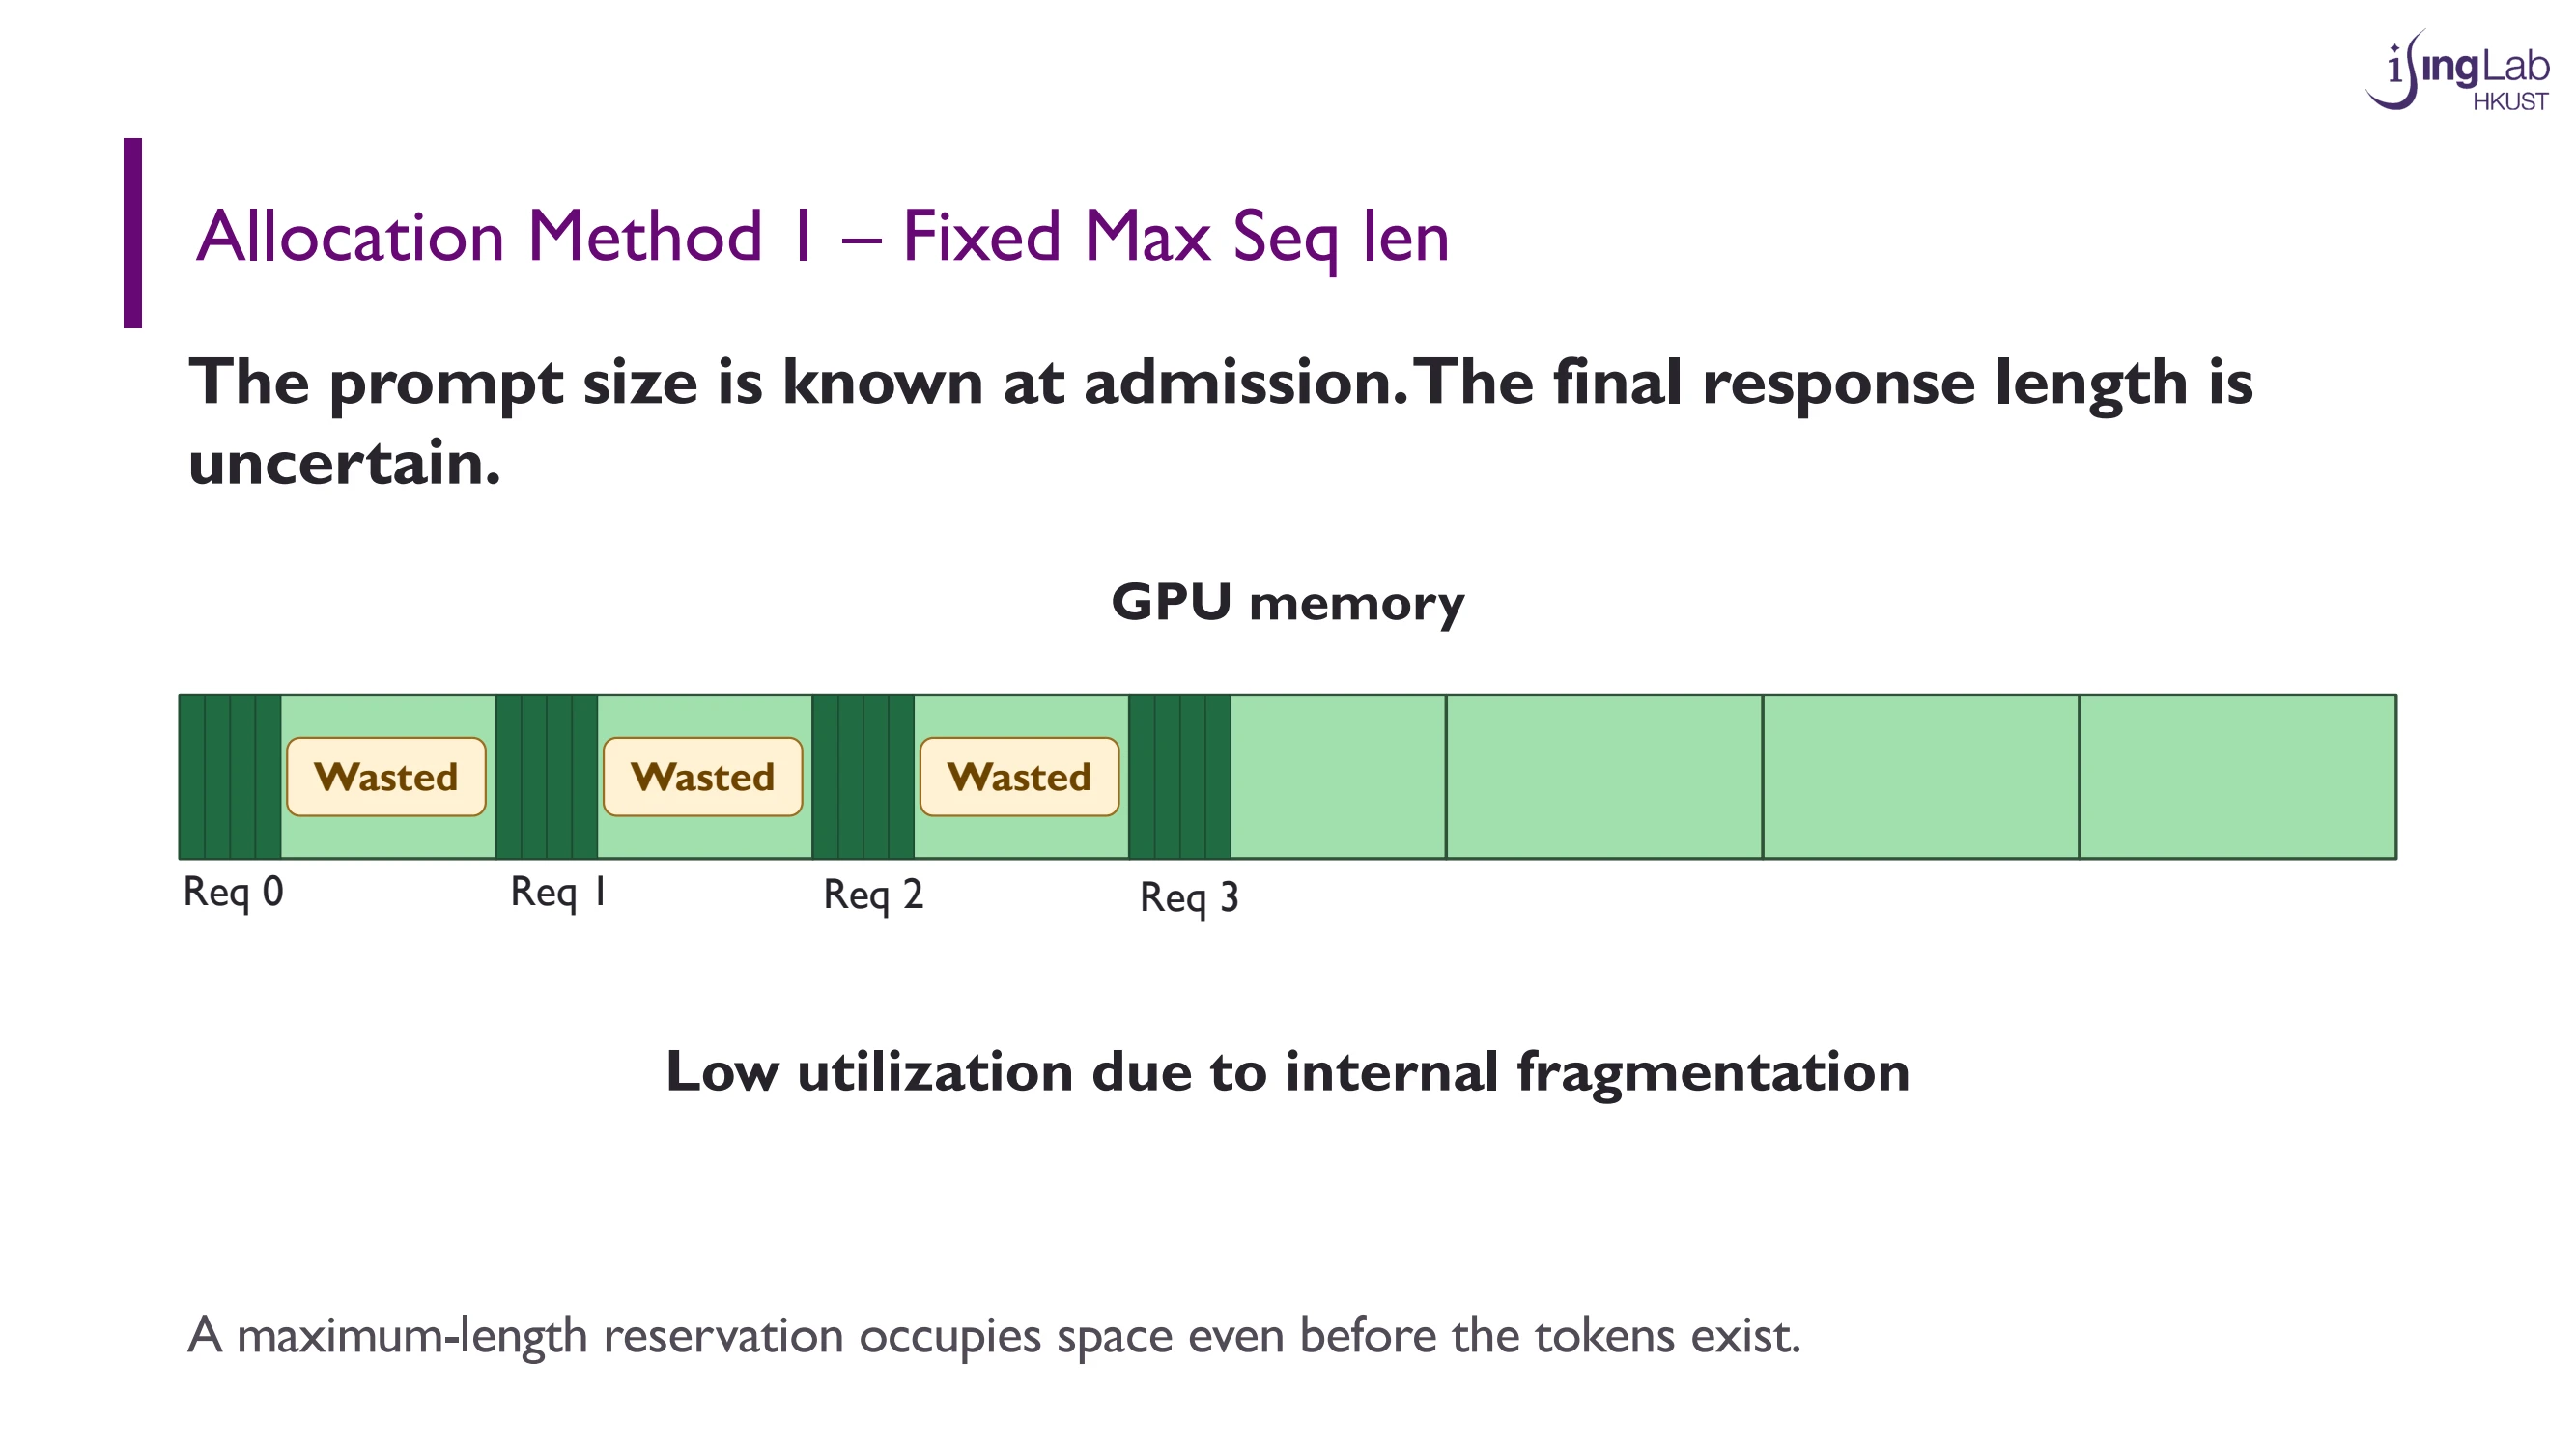 iSingLab
HKUST
Allocation Method 1 – Fixed Max Seq len
The prompt size is known at admission. The final response length is
uncertain.
GPU memory
Wasted Wasted Wasted
Req 0 Req 1 Req 2 Req 3
Low utilization due to internal fragmentation
A maximum-length reservation occupies space even before the tokens exist.